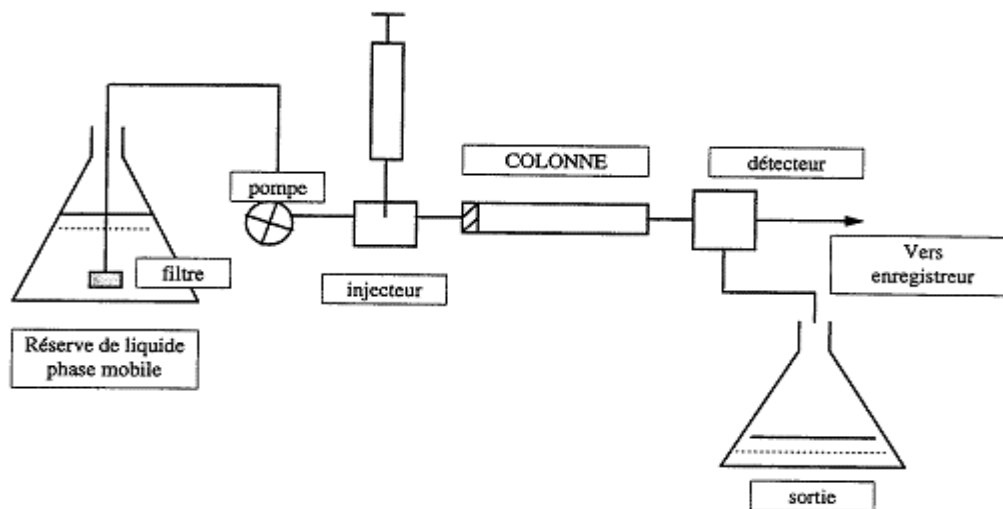 COLONNE
détecteur
pompe
filtre
injecteur
Vers
enregistreur
Réserve de liquide
phase mobile
sortie